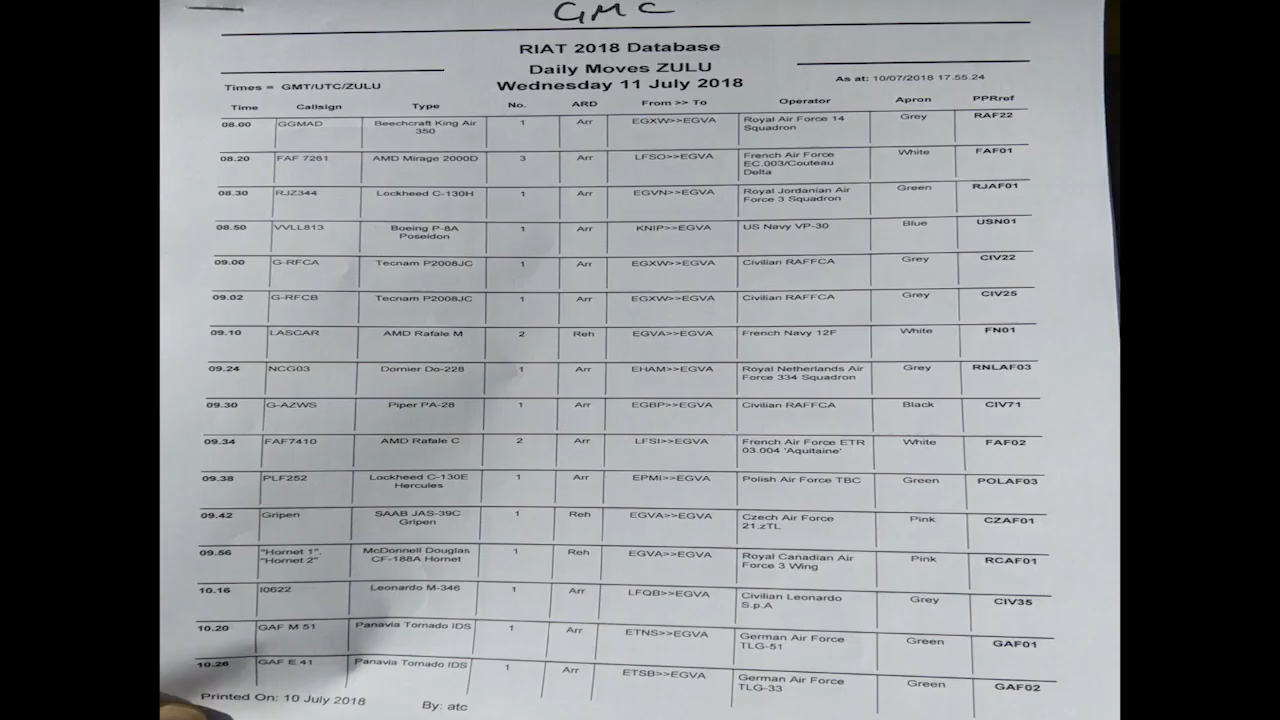 GMC
RIAT 2018 Database
Daily Moves ZULU
Wednesday 11 July 2018
Times = GMT/UTC/ZULU
As at: 10/07/2018 17.55.24
Time Callsign Type No. ARD From >> To Operator Apron PPRref
08.00 GGMAD Beechcraft King Air 1 Arr EGXW>>EGVA Royal Air Force 14 Grey RAF22
350 Squadron
08.20 FAF 7261 AMD Mirage 2000D 3 Arr LFSO>>EGVA French Air Force White FAF01
EC.003/Couteau
Delta
08.30 RJZ344 Lockheed C-130H 1 Arr EGVN>>EGVA Royal Jordanian Air Green RJAF01
Force 3 Squadron
08.50 VVLL813 Boeing P-8A 1 Arr KNIP>>EGVA US Navy VP-30 Blue USN01
Poseidon
09.00 G-RFCA Tecnam P2008JC 1 Arr EGXW>>EGVA Civilian RAFFCA Grey CIV22
09.02 G-RFCB Tecnam P2008JC 1 Arr EGXW>>EGVA Civilian RAFFCA Grey CIV25
09.10 LASCAR AMD Rafale M 2 Reh EGVA>>EGVA French Navy 12F White FN01
09.24 NCG03 Dornier Do-228 1 Arr EHAM>>EGVA Royal Netherlands Air Grey RNLAF03
Force 334 Squadron
09.30 G-AZWS Piper PA-28 1 Arr EGBP>>EGVA Civilian RAFFCA Black CIV71
09.34 FAF7410 AMD Rafale C 2 Arr LFSI>>EGVA French Air Force ETR White FAF02
03.004 'Aquitaine'
09.38 PLF252 Lockheed C-130E 1 Arr EPMI>>EGVA Polish Air Force TBC Green POLAF03
Hercules
09.42 Gripen SAAB JAS-39C 1 Reh EGVA>>EGVA Czech Air Force Pink CZAF01
Gripen 21.zTL
09.56 "Hornet 1", McDonnell Douglas 1 Reh EGVA>>EGVA Royal Canadian Air Pink RCAF01
"Hornet 2" CF-188A Hornet Force 3 Wing
10.16 I0622 Leonardo M-346 1 Arr LFQB>>EGVA Civilian Leonardo Grey CIV35
S.p.A
10.20 GAF M 51 Panavia Tornado IDS 1 Arr ETNS>>EGVA German Air Force Green GAF01
TLG-51
10.26 GAF E 41 Panavia Tornado IDS 1 Arr ETSB>>EGVA German Air Force Green GAF02
TLG-33
Printed On: 10 July 2018 By: atc